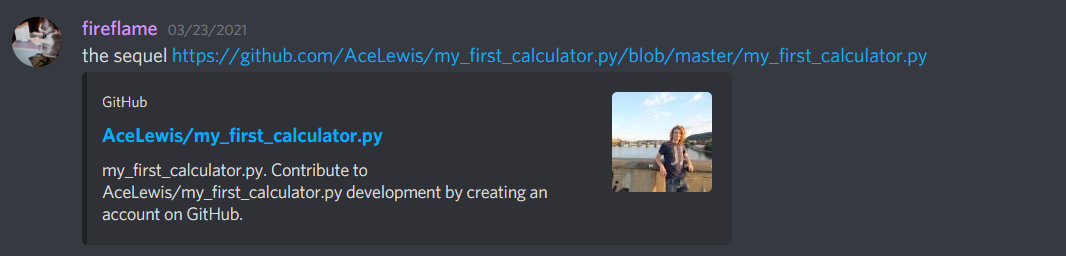 fireflame 03/23/2021
the sequel https://github.com/AceLewis/my_first_calculator.py/blob/master/my_first_calculator.py
GitHub
AceLewis/my_first_calculator.py
my_first_calculator.py. Contribute to
AceLewis/my_first_calculator.py development by creating an
account on GitHub.